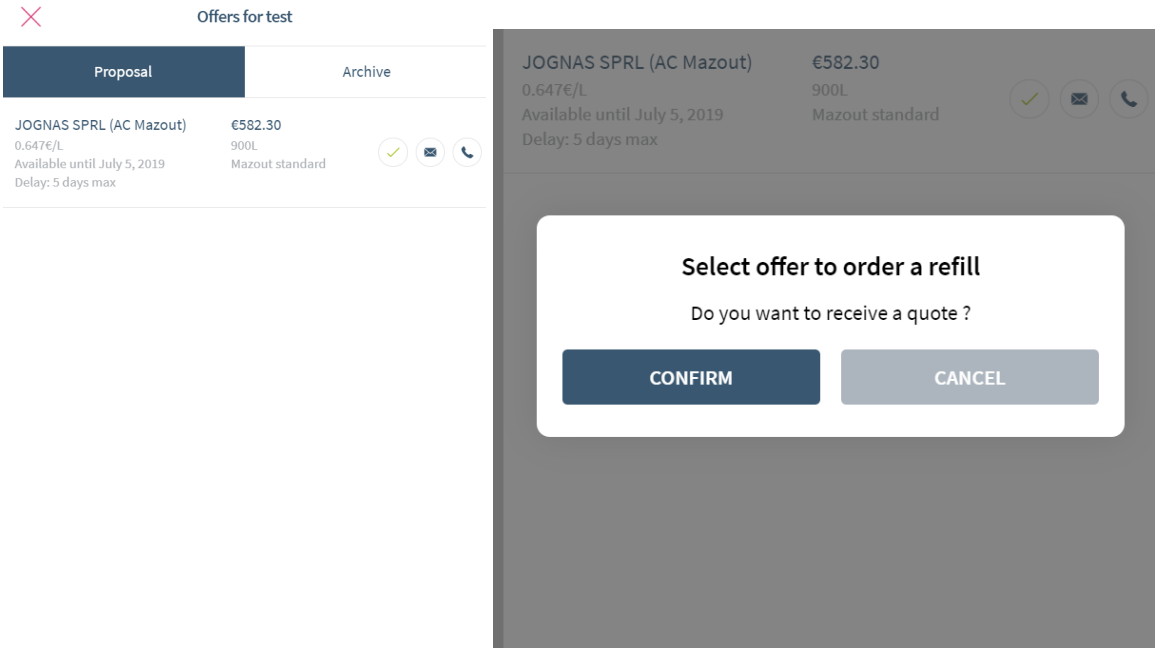 Offers for test
Proposal
Archive
JOGNAS SPRL (AC Mazout)
€582.30
0.647€/L
900L
Available until July 5, 2019
Mazout standard
Delay: 5 days max
JOGNAS SPRL (AC Mazout)
€582.30
0.647€/L
900L
Available until July 5, 2019
Mazout standard
Delay: 5 days max
Select offer to order a refill
Do you want to receive a quote ?
CONFIRM
CANCEL